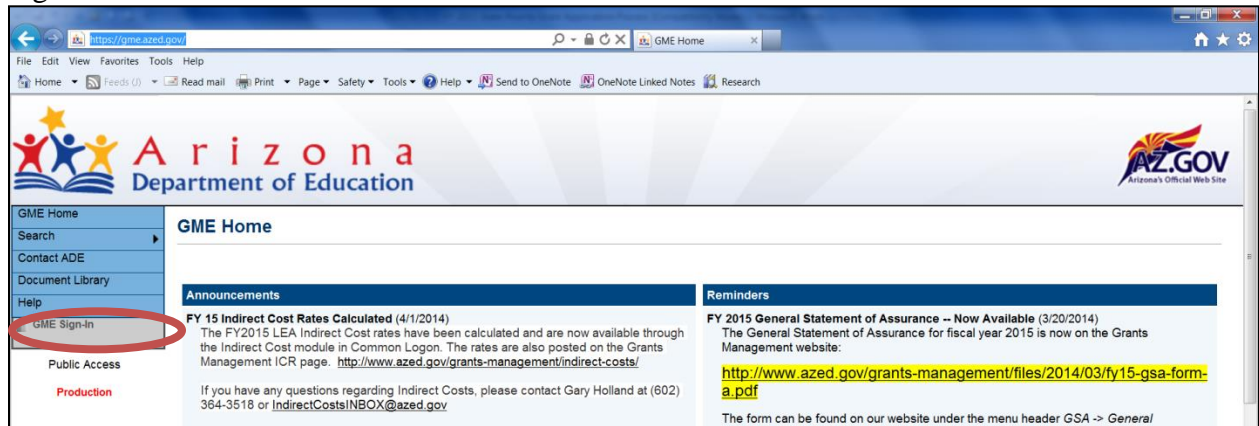 https://gme.azed.gov/
GME Home
File Edit View Favorites Tools Help
Home Feeds (J) Read mail Print Page Safety Tools Help Send to OneNote OneNote Linked Notes Research
Arizona
Department of Education
AZ.GOV
Arizona's Official Web Site
GME Home
Search
Contact ADE
Document Library
Help
GME Sign-In
Public Access
Production
GME Home
Announcements
FY 15 Indirect Cost Rates Calculated (4/1/2014)
The FY2015 LEA Indirect Cost rates have been calculated and are now available through
the Indirect Cost module in Common Logon. The rates are also posted on the Grants
Management ICR page. http://www.azed.gov/grants-management/indirect-costs/
If you have any questions regarding Indirect Costs, please contact Gary Holland at (602)
364-3518 or IndirectCostsINBOX@azed.gov
Reminders
FY 2015 General Statement of Assurance -- Now Available (3/20/2014)
The General Statement of Assurance for fiscal year 2015 is now on the Grants
Management website:
http://www.azed.gov/grants-management/files/2014/03/fy15-gsa-form-
a.pdf
The form can be found on our website under the menu header GSA -> General